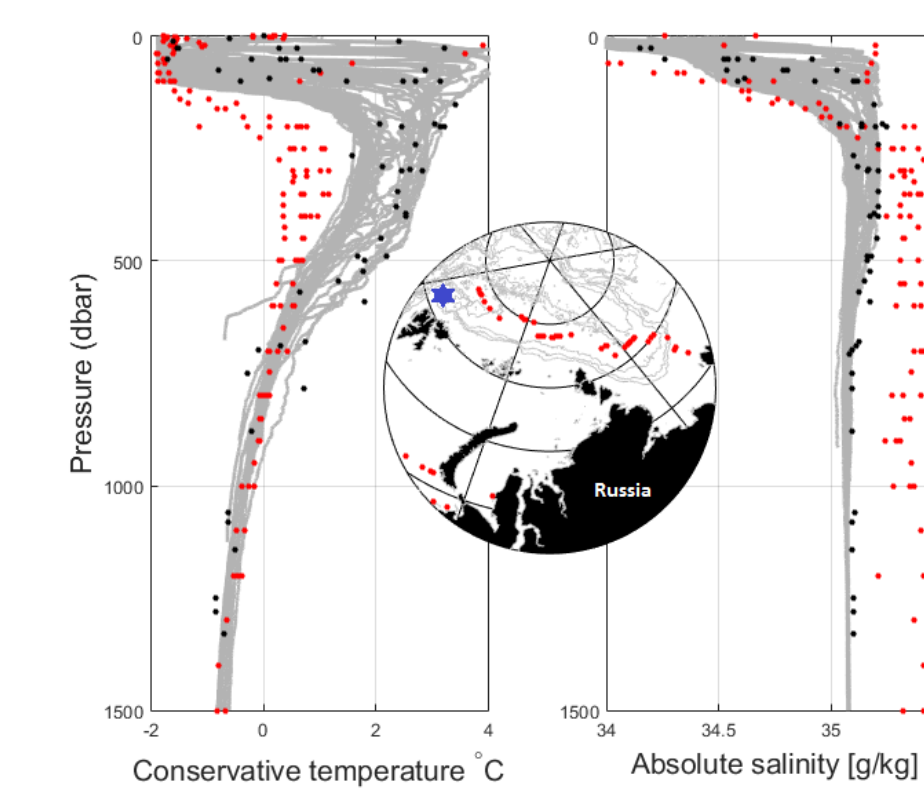 0
500
1000
1500
Pressure (dbar)
-2 0 2 4
Conservative temperature °C
0
1500
34 34.5 35
Absolute salinity [g/kg]
Russia